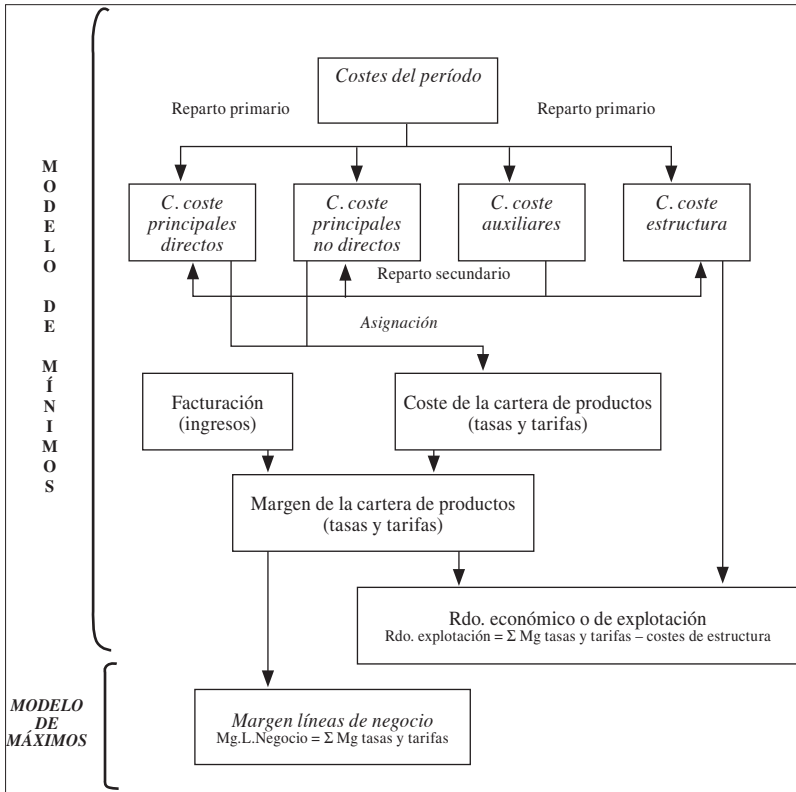 Costes del período
Reparto primario
Reparto primario
C. coste
principales
directos
C. coste
principales
no directos
C. coste
auxiliares
C. coste
estructura
Reparto secundario
Asignación
Facturación
(ingresos)
Coste de la cartera de productos
(tasas y tarifas)
Margen de la cartera de productos
(tasas y tarifas)
Rdo. económico o de explotación
Rdo. explotación = Σ Mg tasas y tarifas – costes de estructura
MODELO DE MÍNIMOS
MODELO
DE
MÁXIMOS
Margen líneas de negocio
Mg.L.Negocio = Σ Mg tasas y tarifas